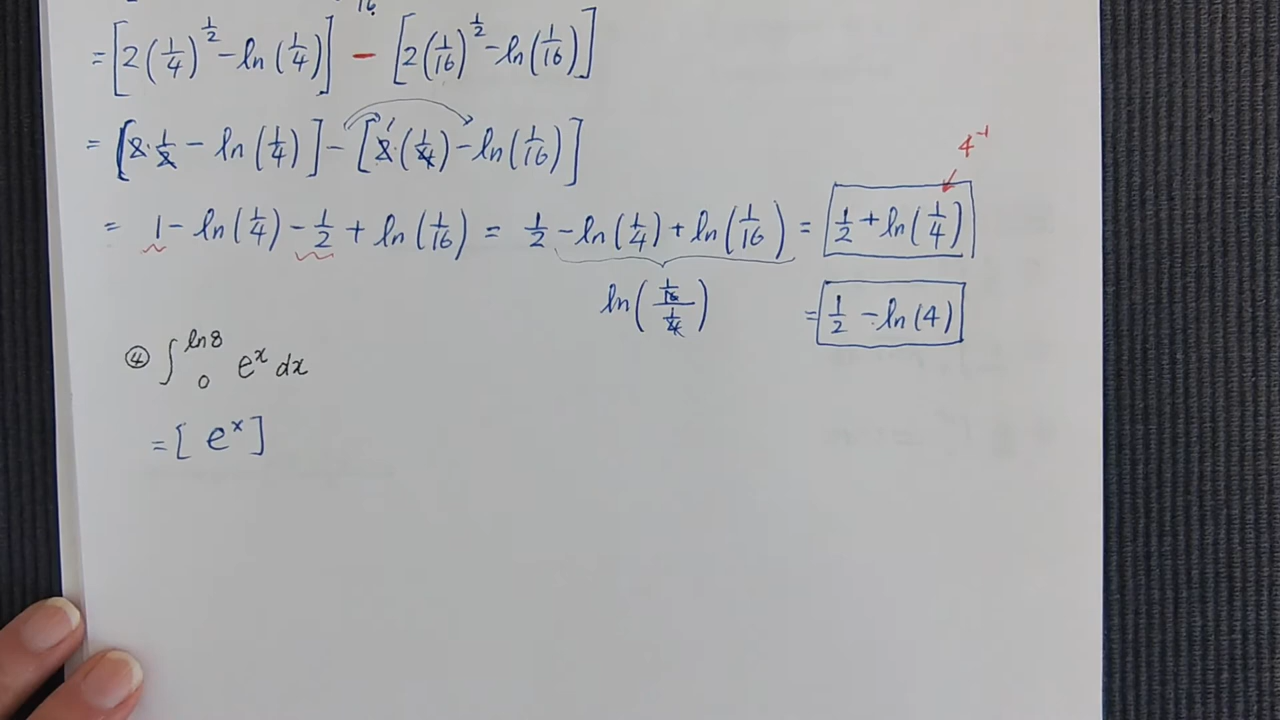 16
= [2(1/4)^(1/2) - ln(1/4)] - [2(1/16)^(1/2) - ln(1/16)]
= [2·1/2 - ln(1/4)] - [2·(1/4) - ln(1/16)]
4^-1
= 1 - ln(1/4) - 1/2 + ln(1/16) = 1/2 - ln(1/4) + ln(1/16) = 1/2 + ln(1/4)
ln((1/16)/(1/4))
= 1/2 - ln(4)
④ ∫_0^(ln8) e^x dx
= [ e^x ]